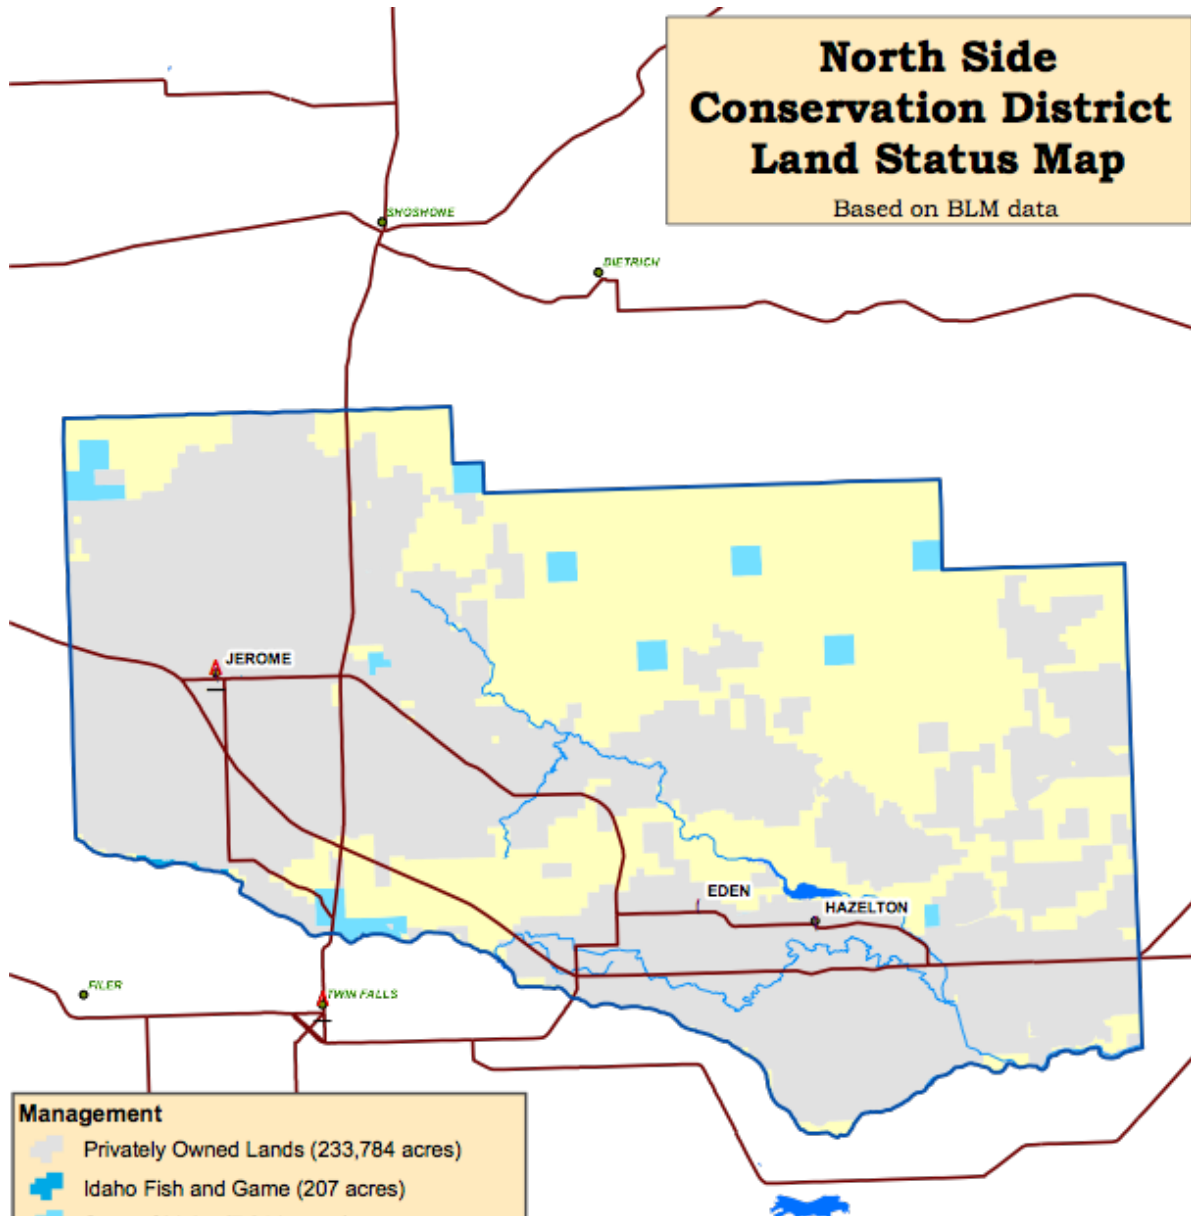 North Side
Conservation District
Land Status Map
Based on BLM data
SHOSHONE
DIETRICH
JEROME
EDEN
HAZELTON
FILER
TWIN FALLS
Management
Privately Owned Lands (233,784 acres)
Idaho Fish and Game (207 acres)